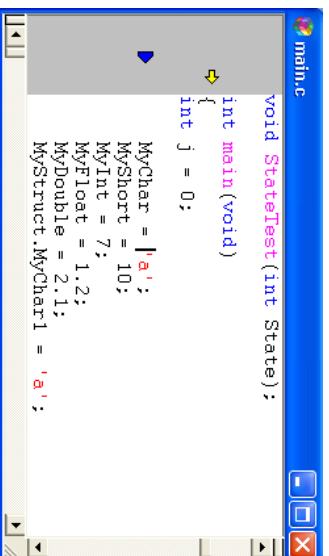 main.c
void StateTest(int State);
int main(void)
{
int j = 0;
MyChar = 'a';
MyShort = 10;
MyInt = 7;
MyFloat = 1.2;
MyDouble = 2.1;
MyStruct.MyChar1 = 'a';